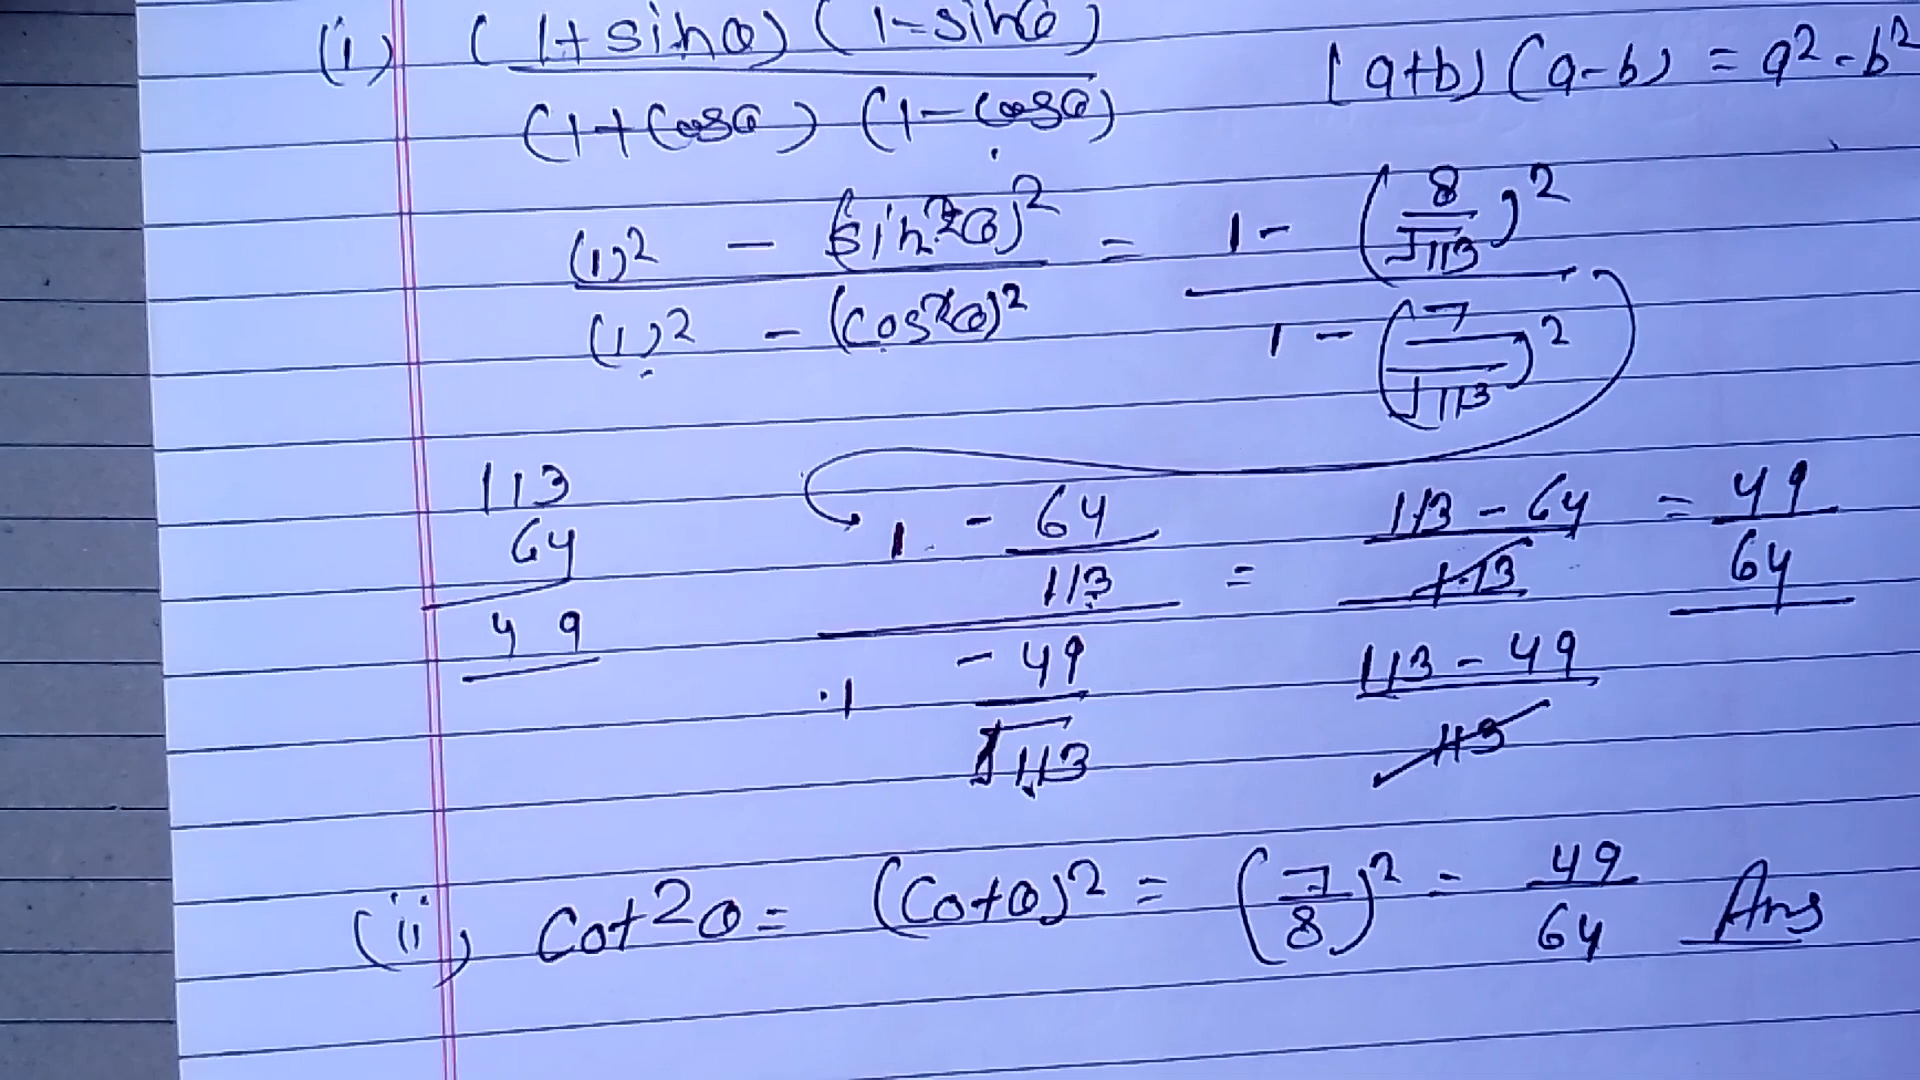 (i) (1+sinθ) (1-sinθ) / (1+cosθ) (1-cosθ)
(a+b) (a-b) = a²-b²
(1)² - (sinθ)² / (1)² - (cosθ)² = 1 - (8/√113)² / 1 - (7/√113)²
113
64
49
1 - 64/113 / 1 - 49/√113 = 113-64/113 / 113-49/113 = 49/64
(ii) cot²θ = (cotθ)² = (7/8)² = 49/64 Ans